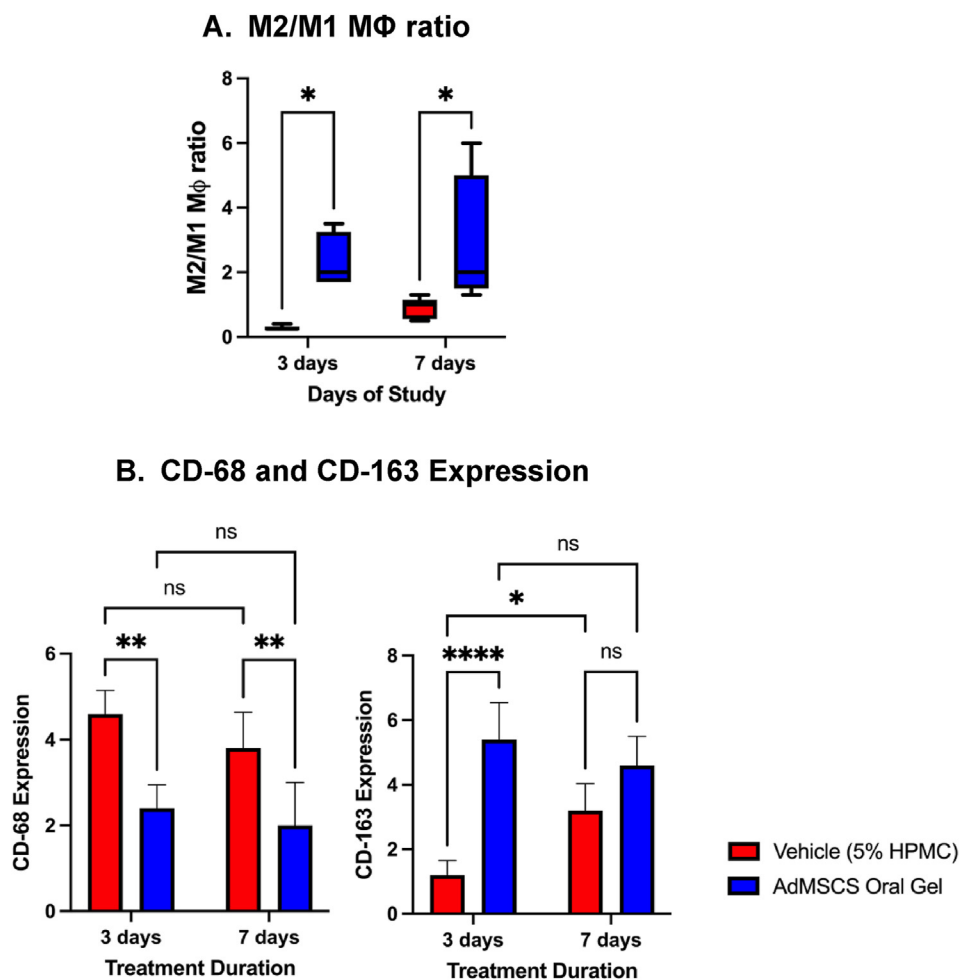 A. M2/M1 MΦ ratio
M2/M1 Mϕ ratio
8
6
4
2
0
*
*
3 days
7 days
Days of Study
B. CD-68 and CD-163 Expression
CD-68 Expression
6
4
2
0
ns
ns
**
**
3 days
7 days
Treatment Duration
CD-163 Expression
8
6
4
2
0
ns
*
****
ns
3 days
7 days
Treatment Duration
Vehicle (5% HPMC)
AdMSCS Oral Gel